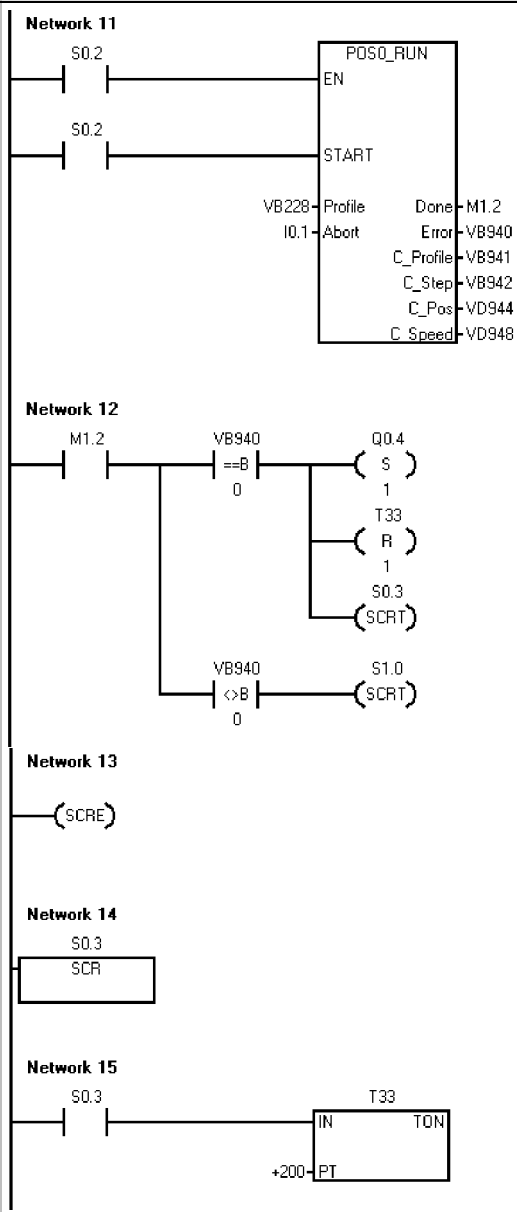 Network 11
S0.2
POS0_RUN
EN
S0.2
START
VB228 Profile Done M1.2
I0.1 Abort Error VB940
C_Profile VB941
C_Step VB942
C_Pos VD944
C_Speed VD948
Network 12
M1.2 VB940 Q0.4
==B S
0 1
T33
R
1
S0.3
SCRT
VB940 S1.0
<>B SCRT
0
Network 13
SCRE
Network 14
S0.3
SCR
Network 15
S0.3 T33
IN TON
+200 PT